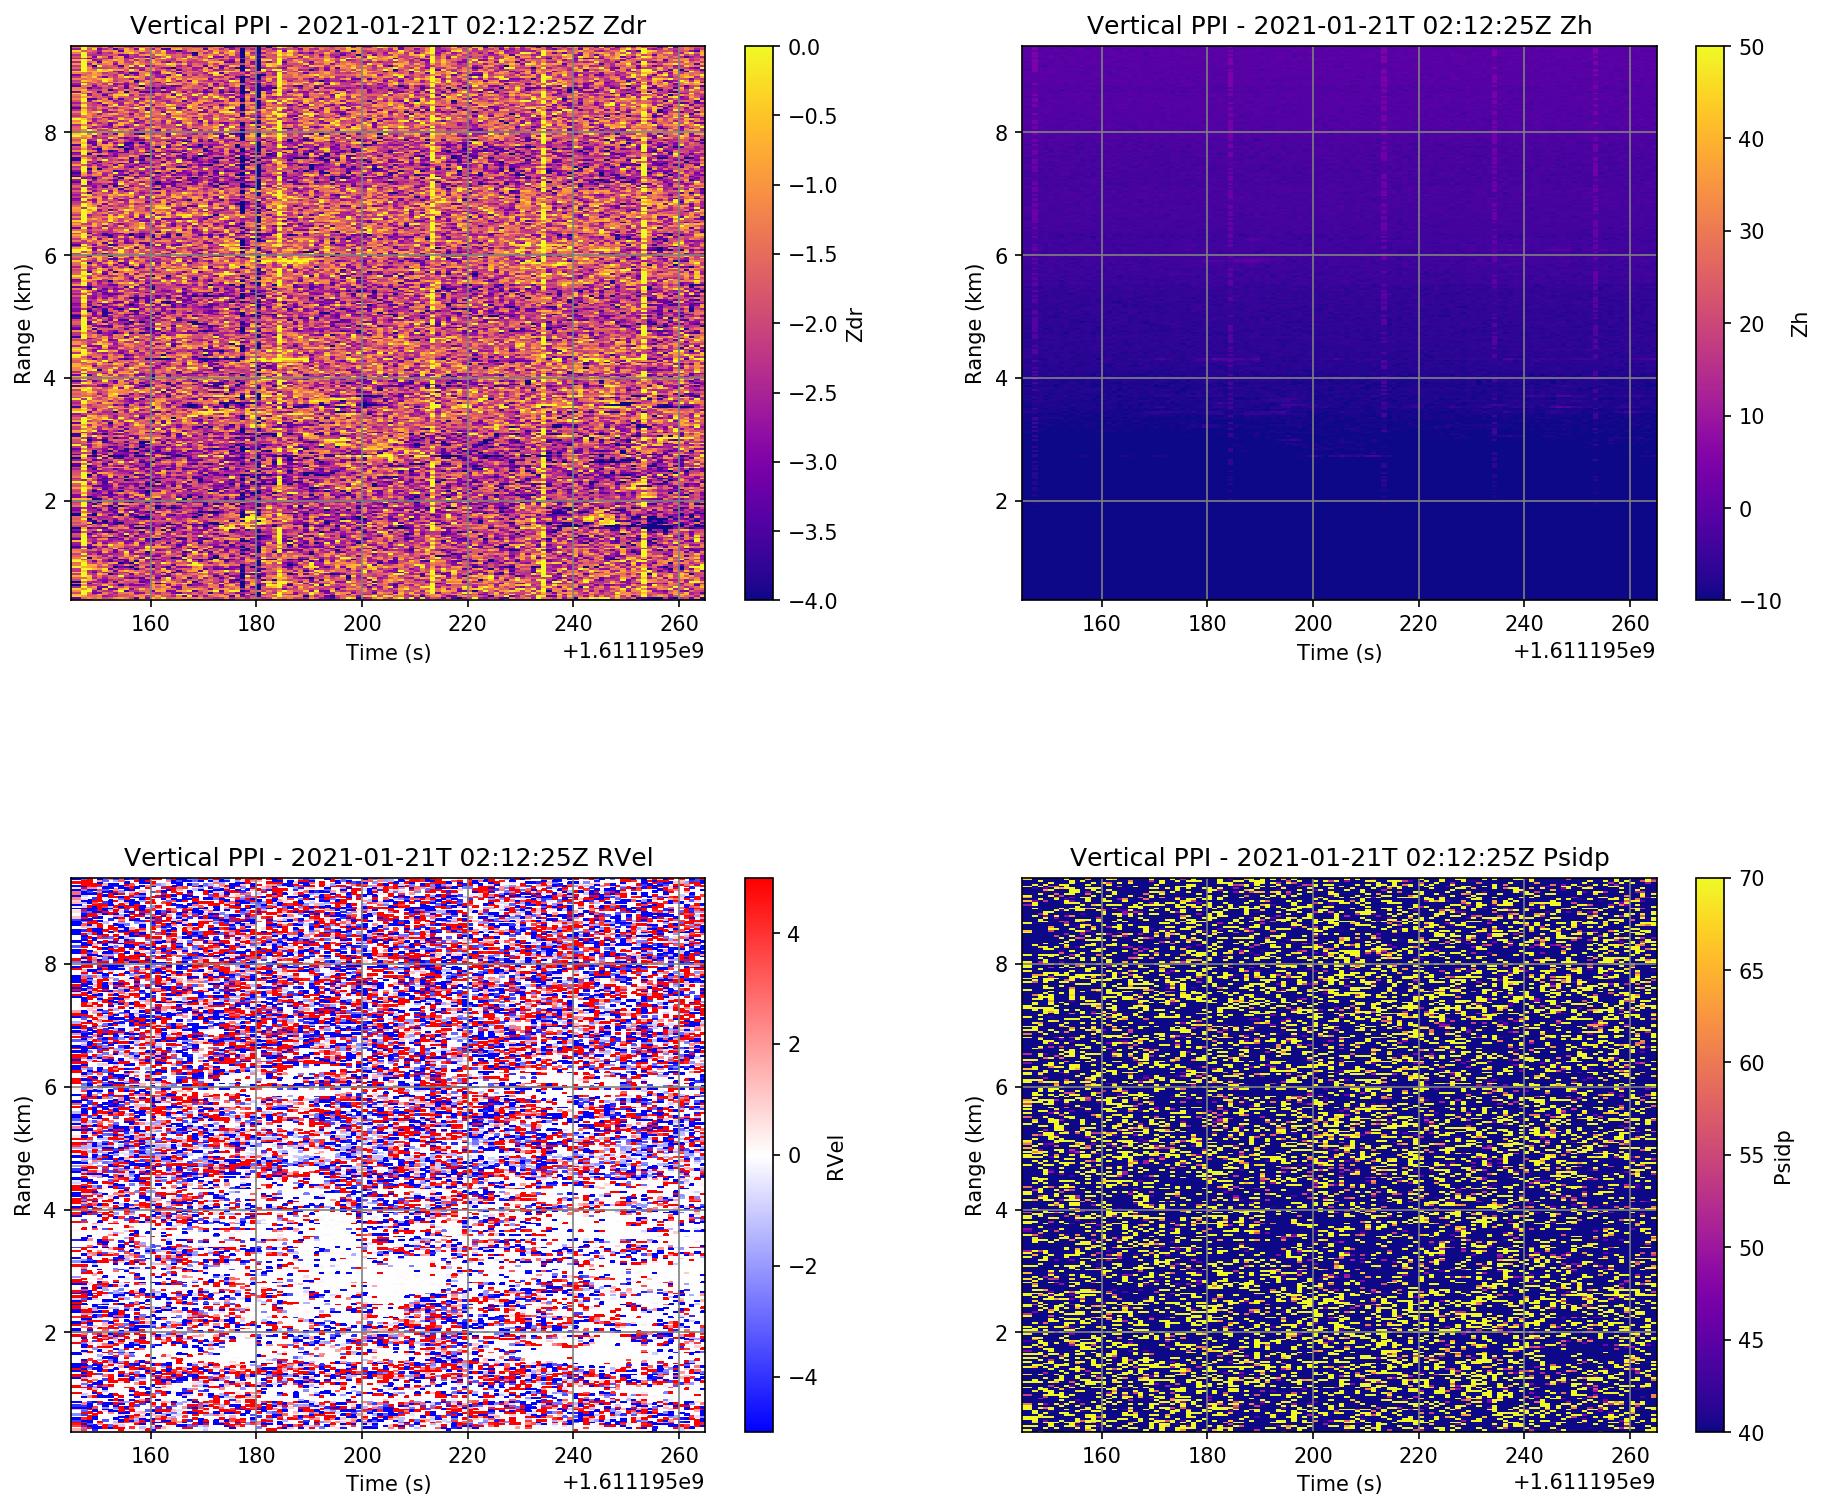 Vertical PPI - 2021-01-21T 02:12:25Z Zdr
Range (km)
8
6
4
2
160 180 200 220 240 260
Time (s)
+1.611195e9
0.0
−0.5
−1.0
−1.5
−2.0
−2.5
−3.0
−3.5
−4.0
Zdr
Vertical PPI - 2021-01-21T 02:12:25Z Zh
Range (km)
8
6
4
2
160 180 200 220 240 260
Time (s)
+1.611195e9
50
40
30
20
10
0
−10
Zh
Vertical PPI - 2021-01-21T 02:12:25Z RVel
Range (km)
8
6
4
2
160 180 200 220 240 260
Time (s)
+1.611195e9
4
2
0
−2
−4
RVel
Vertical PPI - 2021-01-21T 02:12:25Z Psidp
Range (km)
8
6
4
2
160 180 200 220 240 260
Time (s)
+1.611195e9
70
65
60
55
50
45
40
Psidp